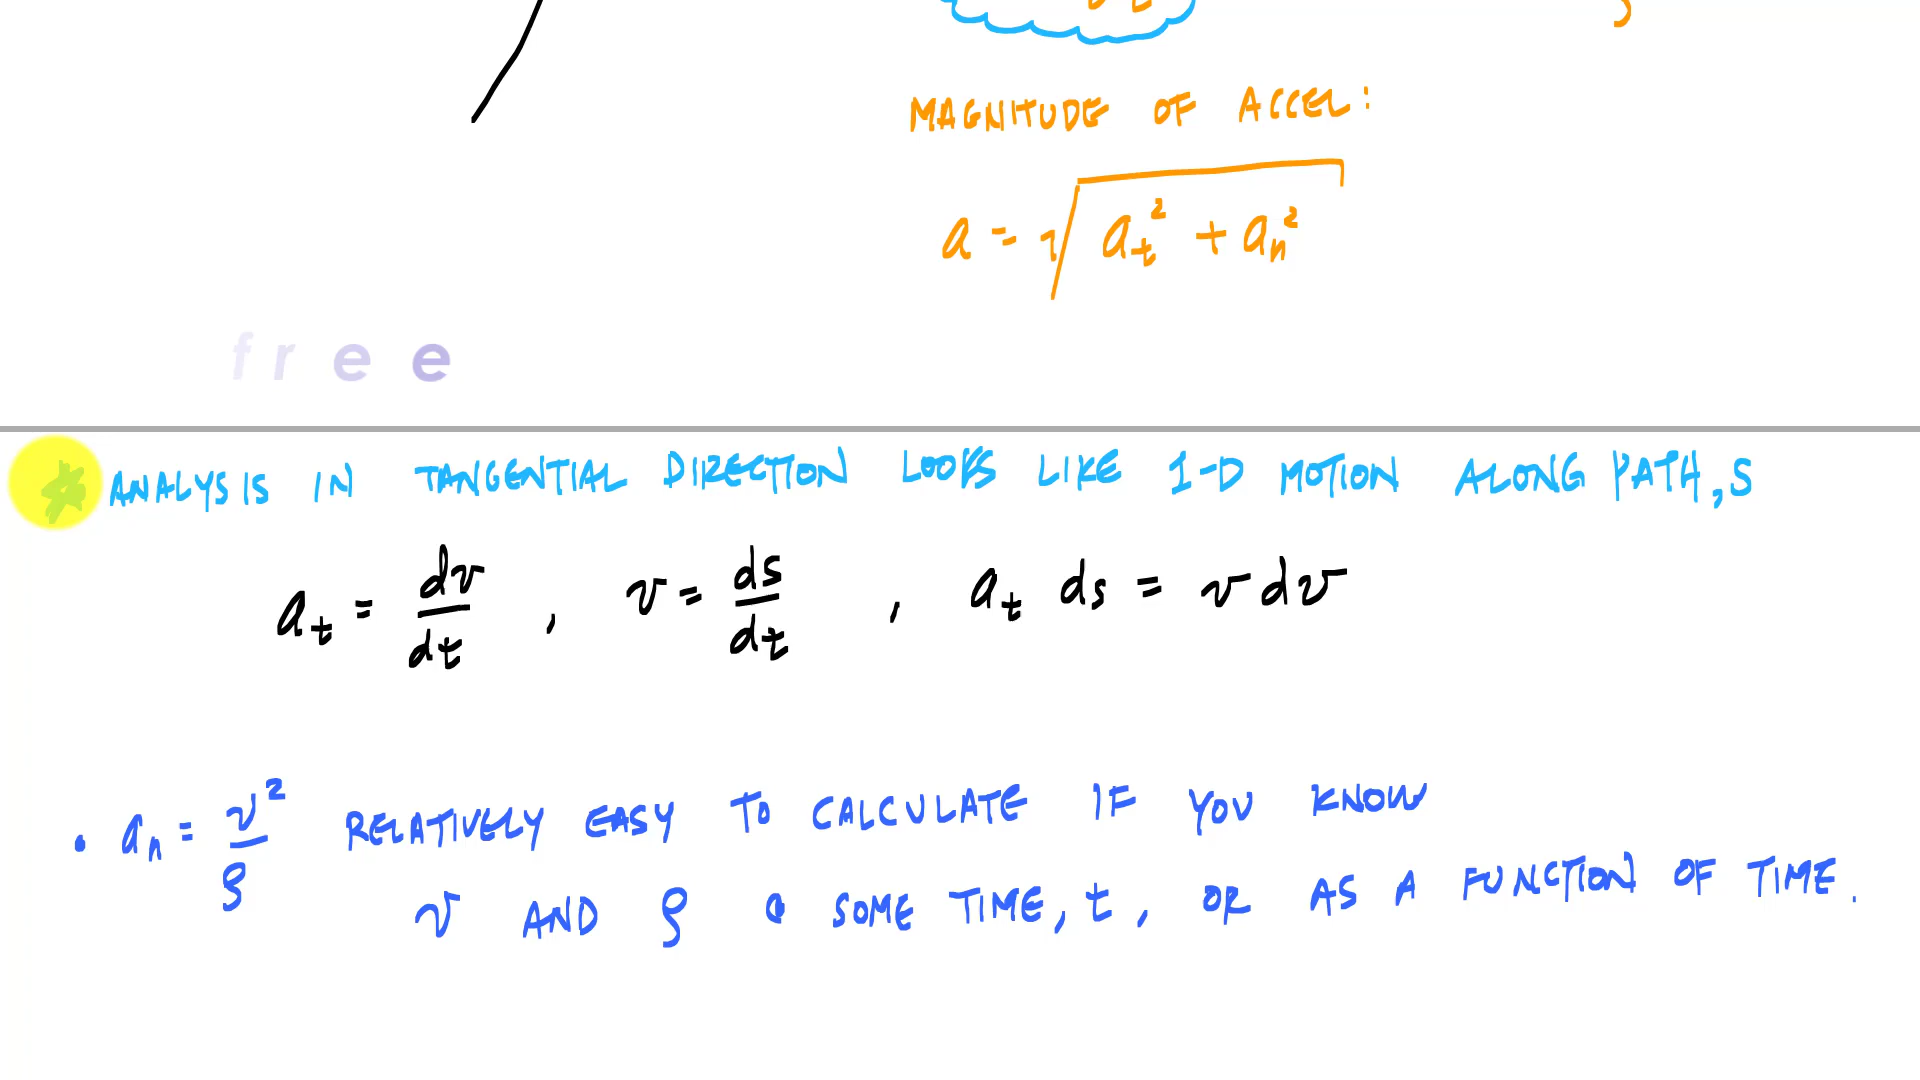 MAGNITUDE OF ACCEL:
a = √(a_t² + a_n²)
free
* ANALYSIS IN TANGENTIAL DIRECTION LOOKS LIKE 1-D MOTION ALONG PATH, S
a_t = dv/dt , v = ds/dt , a_t ds = v dv
• a_n = v²/ρ RELATIVELY EASY TO CALCULATE IF YOU KNOW
v AND ρ @ SOME TIME, t, OR AS A FUNCTION OF TIME.